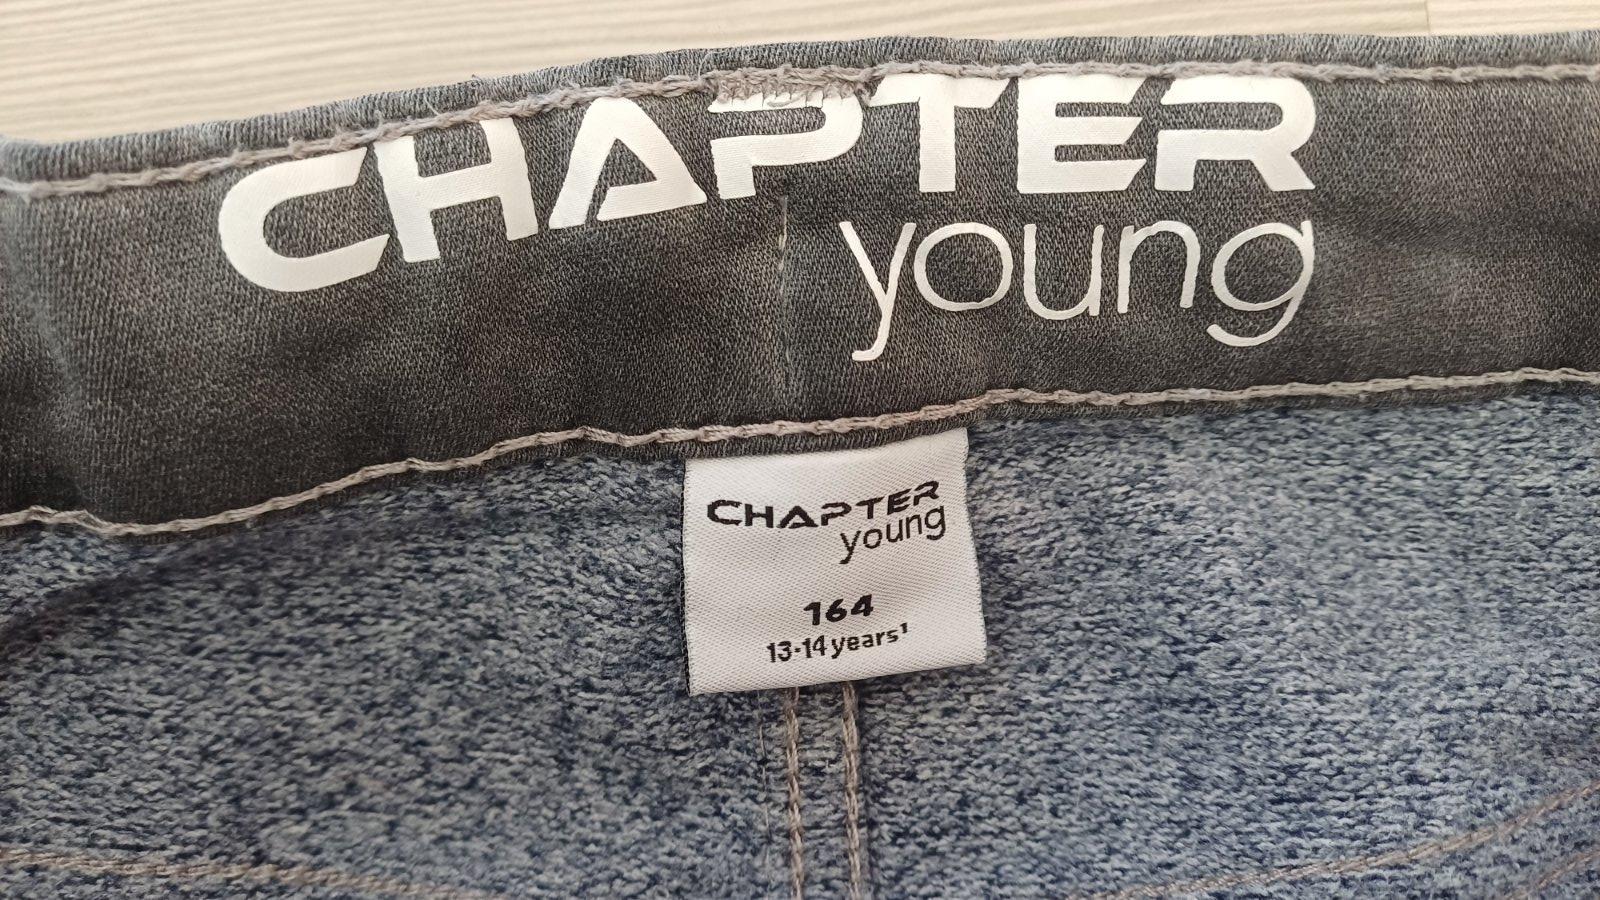 CHAPTER
young
CHAPTER
young
164
13-14 years¹